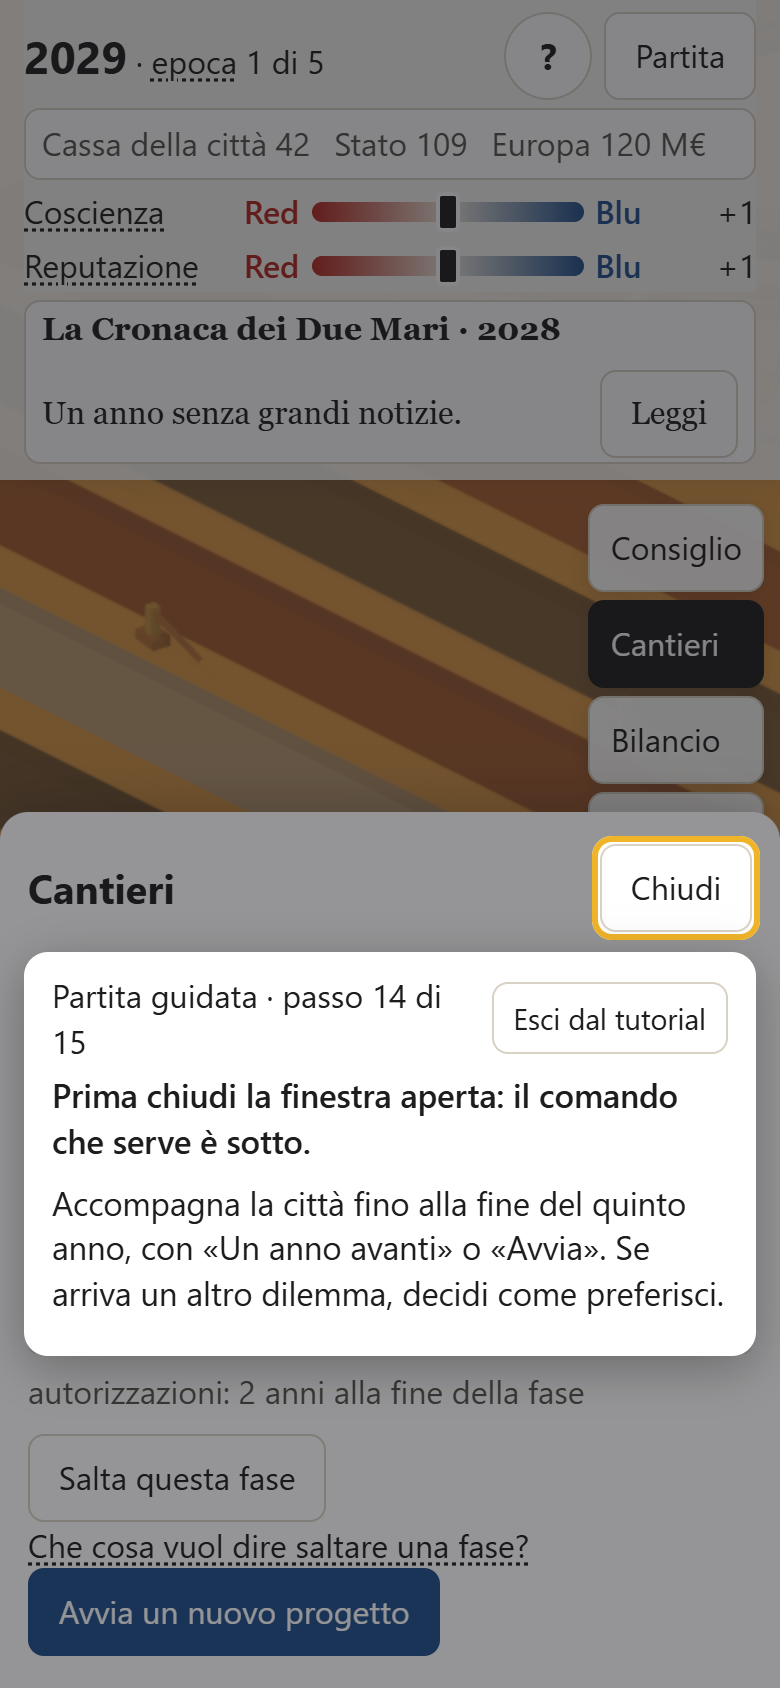 2029 · epoca 1 di 5
?
Partita
Cassa della città 42 Stato 109 Europa 120 M€
Coscienza Red Blu +1
Reputazione Red Blu +1
La Cronaca dei Due Mari · 2028
Un anno senza grandi notizie.
Leggi
Consiglio
Cantieri
Bilancio
Cantieri
Chiudi
Partita guidata · passo 14 di
15
Esci dal tutorial
Prima chiudi la finestra aperta: il comando
che serve è sotto.
Accompagna la città fino alla fine del quinto
anno, con «Un anno avanti» o «Avvia». Se
arriva un altro dilemma, decidi come preferisci.
autorizzazioni: 2 anni alla fine della fase
Salta questa fase
Che cosa vuol dire saltare una fase?
Avvia un nuovo progetto